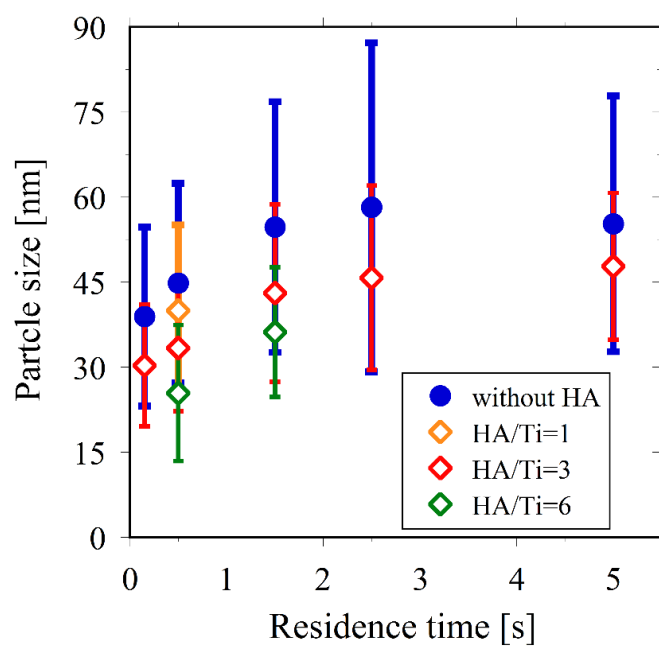 90
75
60
45
30
15
0
Partcle size [nm]
without HA
HA/Ti=1
HA/Ti=3
HA/Ti=6
0 1 2 3 4 5
Residence time [s]